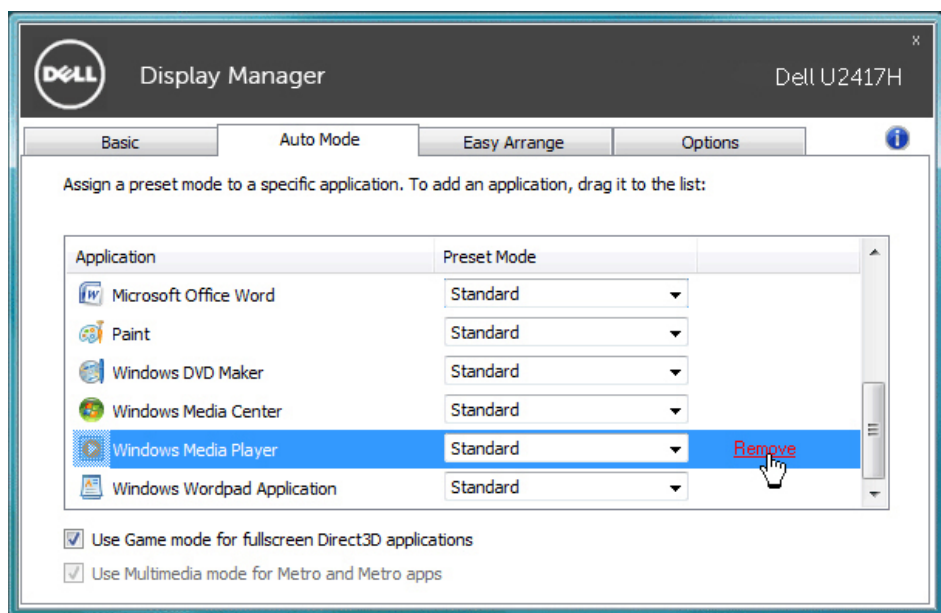 x
DELL
Display Manager
Dell U2417H
Basic
Auto Mode
Easy Arrange
Options
i
Assign a preset mode to a specific application. To add an application, drag it to the list:
Application Preset Mode
Microsoft Office Word Standard
Paint Standard
Windows DVD Maker Standard
Windows Media Center Standard
Windows Media Player Standard Remove
Windows Wordpad Application Standard
Use Game mode for fullscreen Direct3D applications
Use Multimedia mode for Metro and Metro apps